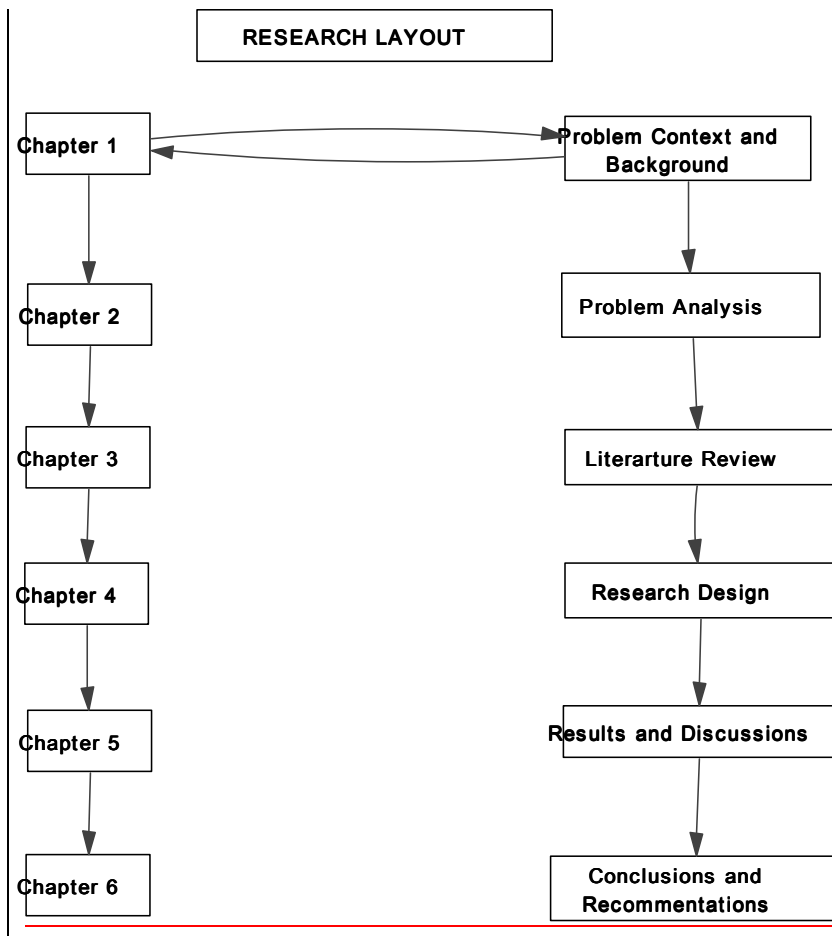 RESEARCH LAYOUT
Chapter 1
Problem Context and
Background
Chapter 2
Problem Analysis
Chapter 3
Literarture Review
Chapter 4
Research Design
Chapter 5
Results and Discussions
Chapter 6
Conclusions and
Recommentations